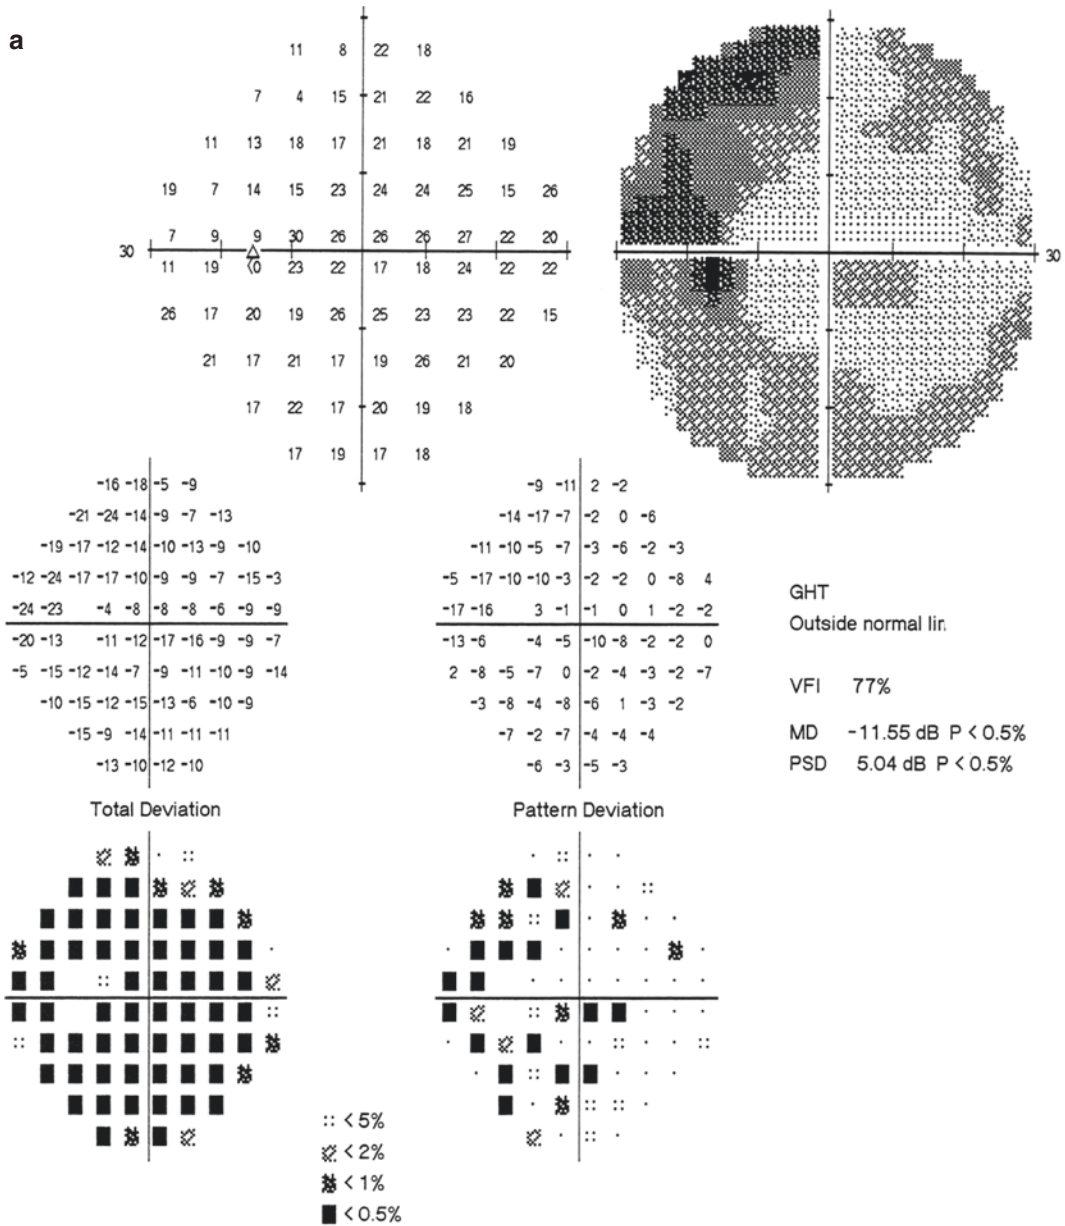 a
11 8 22 18
7 4 15 21 22 16
11 13 18 17 21 18 21 19
19 7 14 15 23 24 24 25 15 26
7 9 9 30 26 26 26 27 22 20
30
30
11 19 <0 23 22 17 18 24 22 22
26 17 20 19 26 25 23 23 22 15
21 17 21 17 19 26 21 20
17 22 17 20 19 18
17 19 17 18
-16 -18 -5 -9
-21 -24 -14 -9 -7 -13
-19 -17 -12 -14 -10 -13 -9 -10
-12 -24 -17 -17 -10 -9 -9 -7 -15 -3
-24 -23 -4 -8 -8 -8 -6 -9 -9
-20 -13 -11 -12 -17 -16 -9 -9 -7
-5 -15 -12 -14 -7 -9 -11 -10 -9 -14
-10 -15 -12 -15 -13 -6 -10 -9
-15 -9 -14 -11 -11 -11
-13 -10 -12 -10
Total Deviation
-9 -11 2 -2
-14 -17 -7 -2 0 -6
-11 -10 -5 -7 -3 -6 -2 -3
-5 -17 -10 -10 -3 -2 -2 0 -8 4
-17 -16 3 -1 -1 0 1 -2 -2
-13 -6 -4 -5 -10 -8 -2 -2 0
2 -8 -5 -7 0 -2 -4 -3 -2 -7
-3 -8 -4 -8 -6 1 -3 -2
-7 -2 -7 -4 -4 -4
-6 -3 -5 -3
Pattern Deviation
GHT
Outside normal lir.
VFI 77%
MD -11.55 dB P < 0.5%
PSD 5.04 dB P < 0.5%
:: < 5%
< 2%
< 1%
< 0.5%